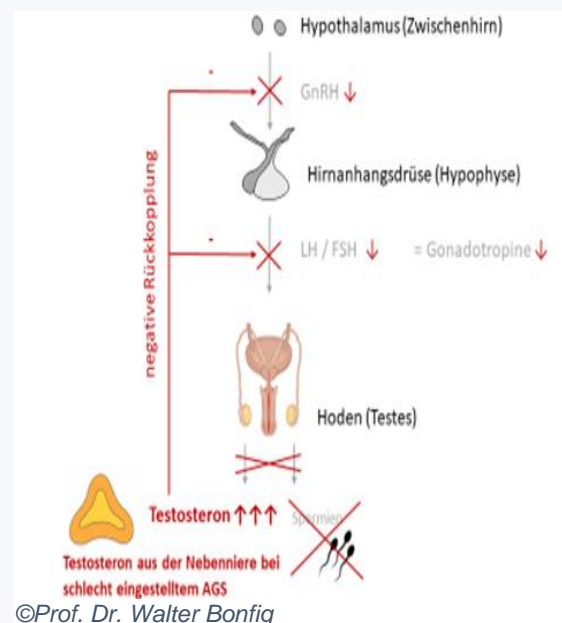 Hypothalamus (Zwischenhirn)
-
GnRH ↓
Hirnanhangsdrüse (Hypophyse)
negative Rückkopplung
-
LH / FSH ↓ = Gonadotropine ↓
Hoden (Testes)
Testosteron ↑↑↑ Spermien
Testosteron aus der Nebenniere bei
schlecht eingestelltem AGS
©Prof. Dr. Walter Bonfig